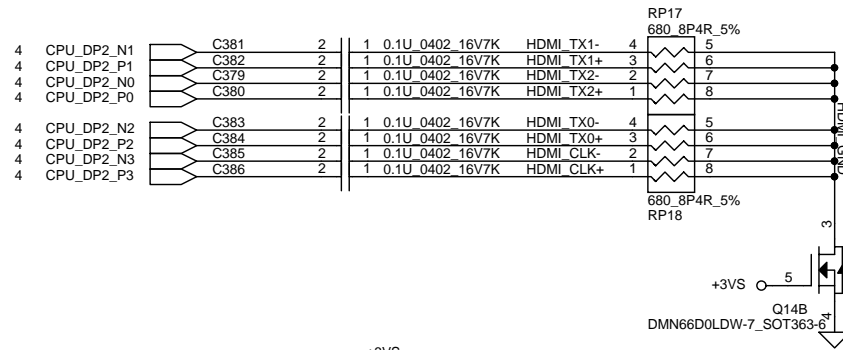 RP17
680_8P4R_5%
4 CPU_DP2_N1 C381 2 1 0.1U_0402_16V7K HDMI_TX1- 4 5
4 CPU_DP2_P1 C382 2 1 0.1U_0402_16V7K HDMI_TX1+ 3 6
4 CPU_DP2_N0 C379 2 1 0.1U_0402_16V7K HDMI_TX2- 2 7
4 CPU_DP2_P0 C380 2 1 0.1U_0402_16V7K HDMI_TX2+ 1 8
4 CPU_DP2_N2 C383 2 1 0.1U_0402_16V7K HDMI_TX0- 4 5
4 CPU_DP2_P2 C384 2 1 0.1U_0402_16V7K HDMI_TX0+ 3 6
4 CPU_DP2_N3 C385 2 1 0.1U_0402_16V7K HDMI_CLK- 2 7
4 CPU_DP2_P3 C386 2 1 0.1U_0402_16V7K HDMI_CLK+ 1 8
HDMI_GND
680_8P4R_5%
RP18
3
+3VS 5
Q14B
DMN66D0LDW-7_SOT363-6
4
+3VS